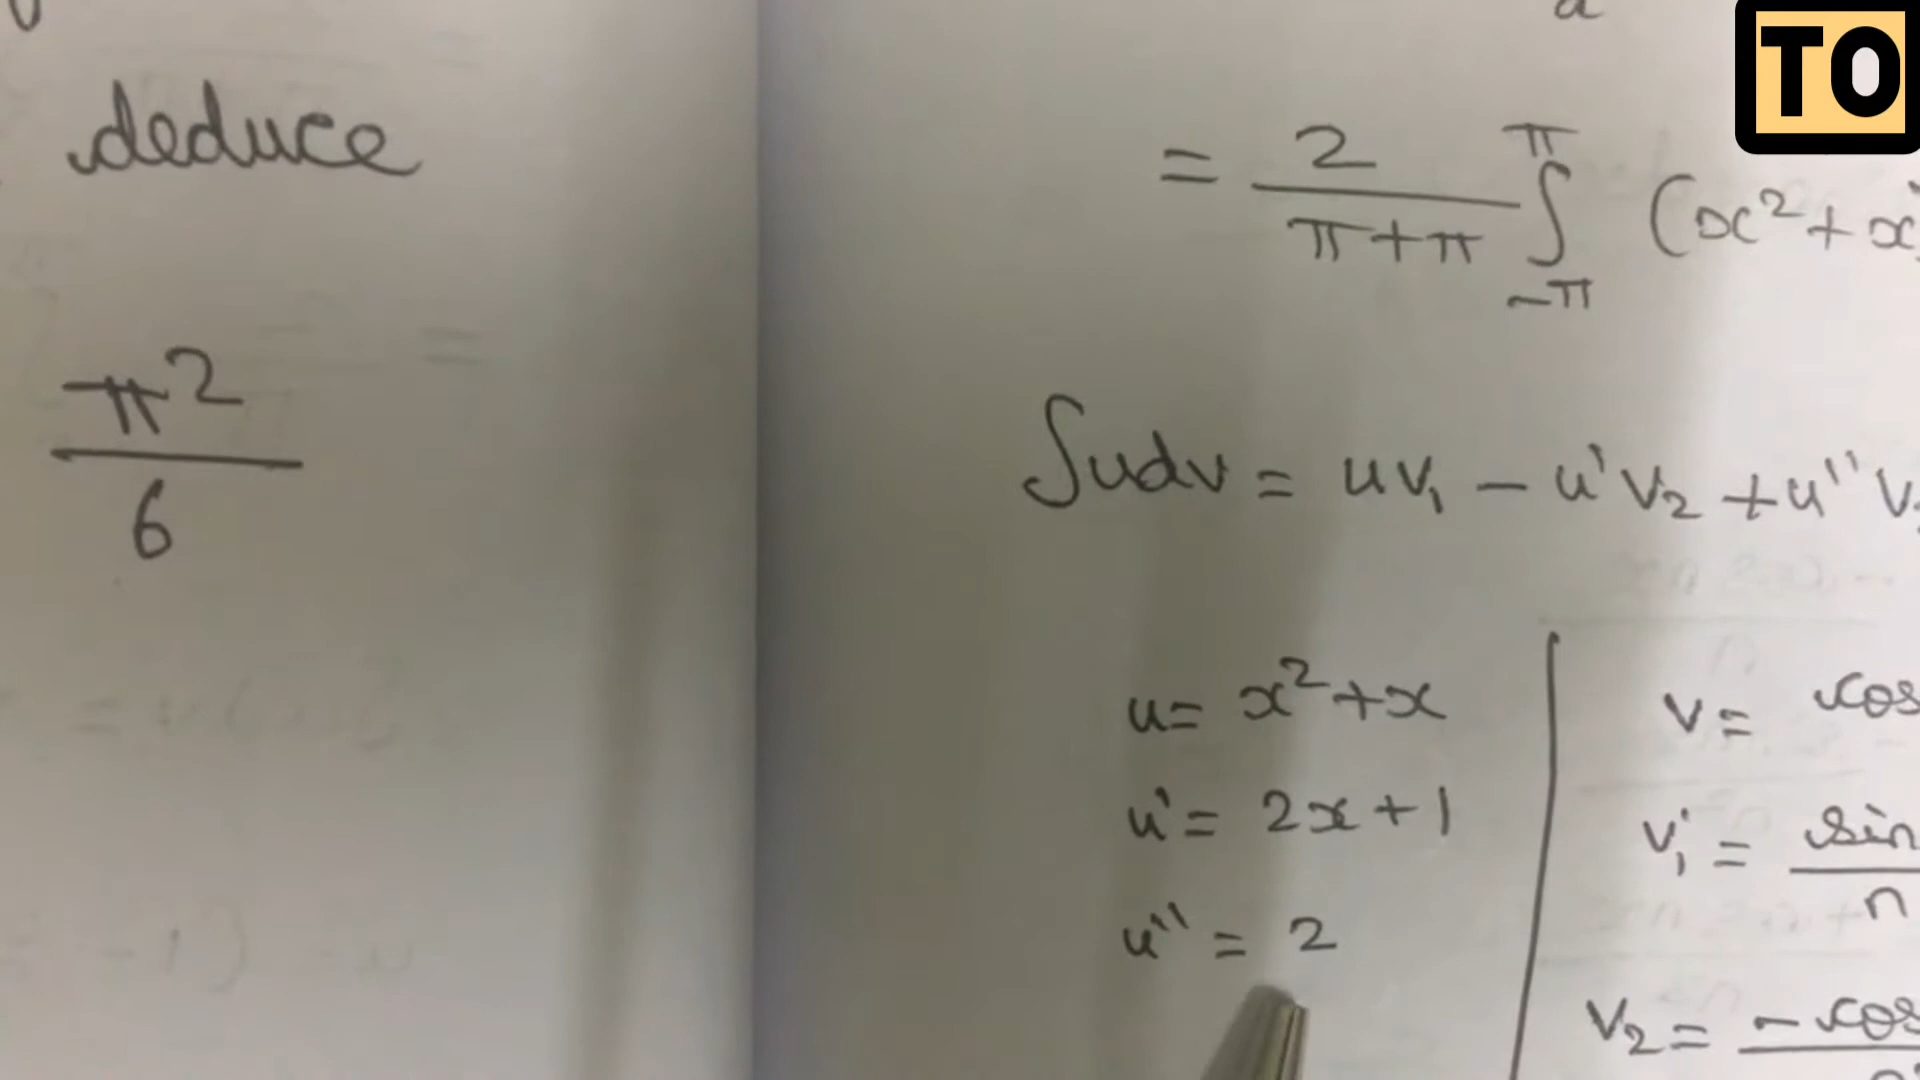 TO
deduce
π²/6
= 2/(π+π) ∫_{-π}^{π} (x²+x)
∫udv = uv₁ - u'v₂ + u''v
u = x²+x
u' = 2x+1
u'' = 2
v = cos
v₁' = sin/n
v₂ = -cos